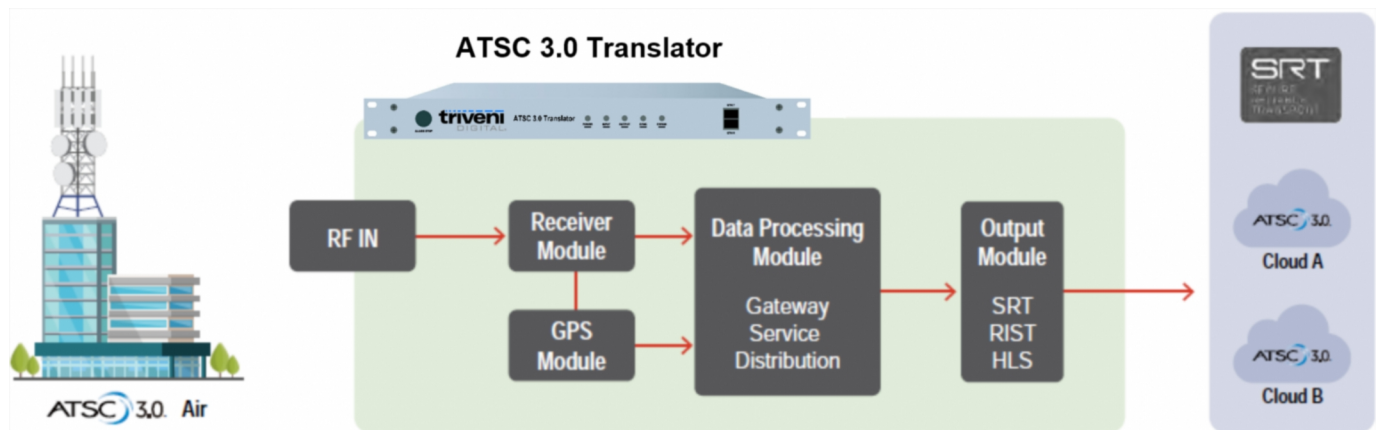 ATSC 3.0 Translator
triveni
DIGITAL
ATSC 3.0 Translator
RF IN
Receiver
Module
GPS
Module
Data Processing
Module
Gateway
Service
Distribution
Output
Module
SRT
RIST
HLS
SRT
ATSC 3.0
Cloud A
ATSC 3.0
Cloud B
ATSC 3.0 Air